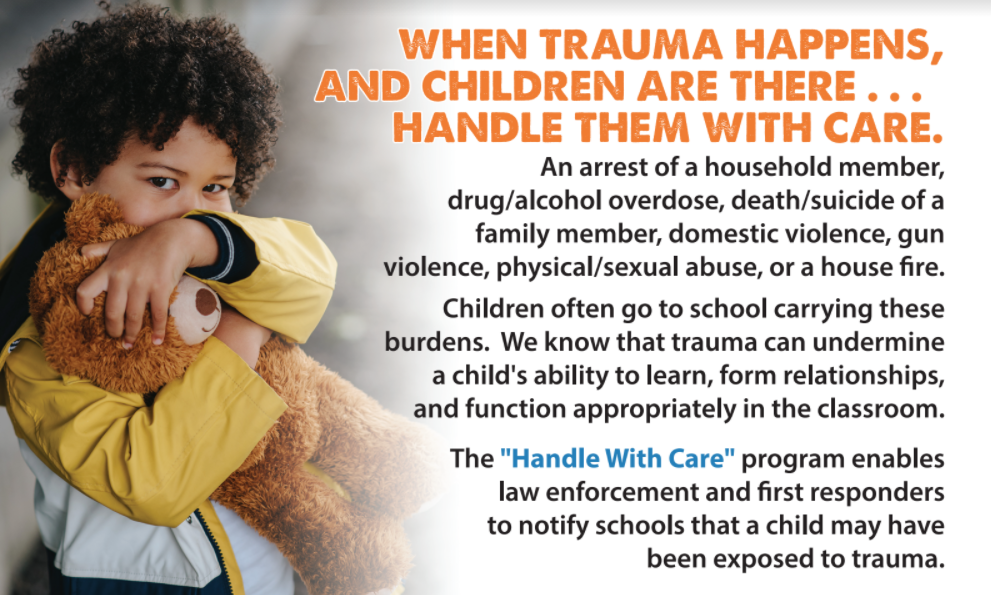 WHEN TRAUMA HAPPENS,
AND CHILDREN ARE THERE . . .
HANDLE THEM WITH CARE.
An arrest of a household member,
drug/alcohol overdose, death/suicide of a
family member, domestic violence, gun
violence, physical/sexual abuse, or a house fire.
Children often go to school carrying these
burdens.  We know that trauma can undermine
a child's ability to learn, form relationships,
and function appropriately in the classroom.
The "Handle With Care" program enables
law enforcement and first responders
to notify schools that a child may have
been exposed to trauma.